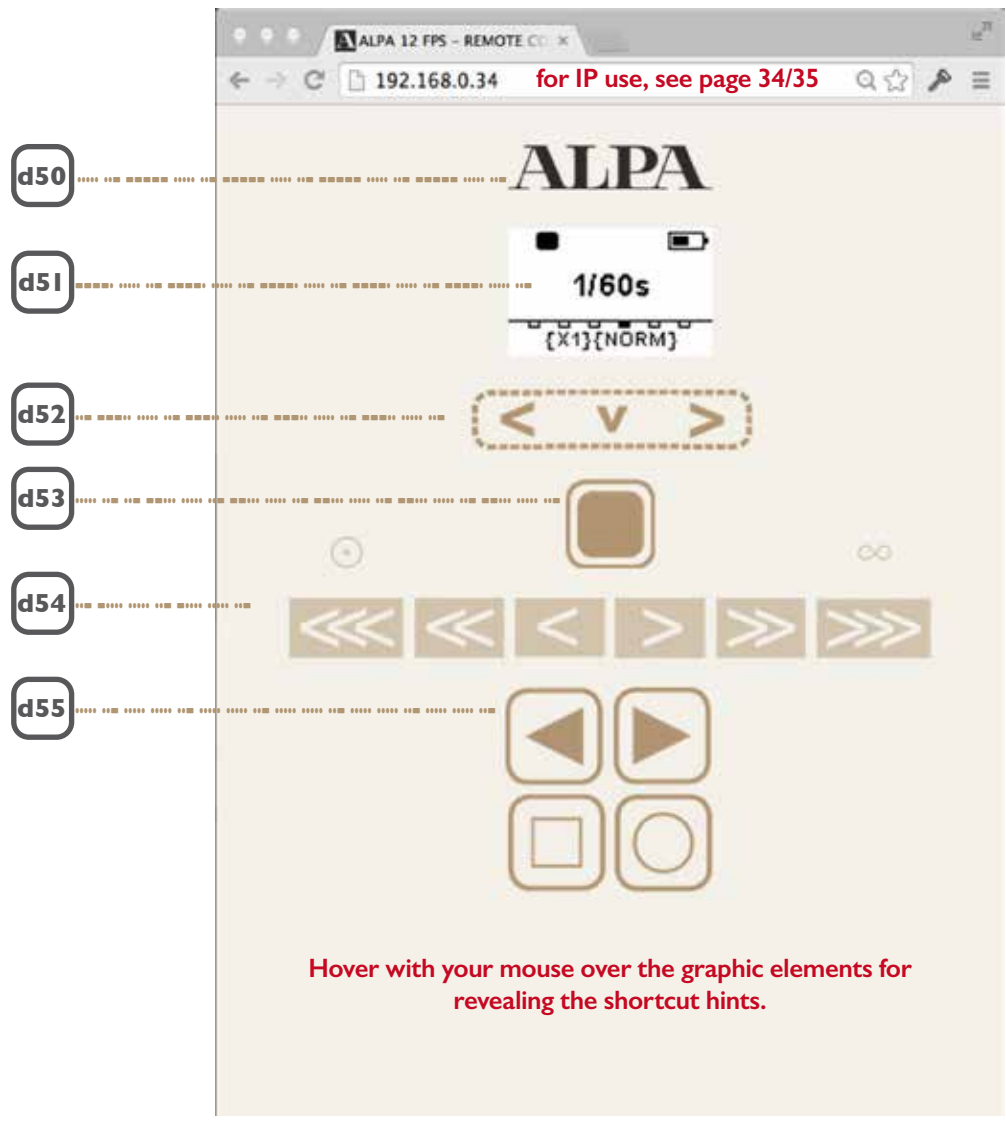 ALPA 12 FPS - REMOTE CO ×
192.168.0.34 for IP use, see page 34/35
d50
ALPA
d51
1/60s
{X1}{NORM}
d52
< v >
d53
∞
d54
<<< << < > >> >>>
d55
Hover with your mouse over the graphic elements for
revealing the shortcut hints.